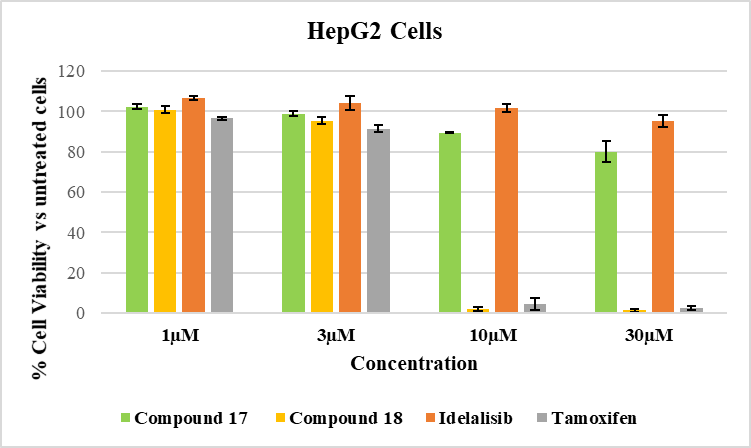 HepG2 Cells
% Cell Viability vs untreated cells
120
100
80
60
40
20
0
1µM 3µM 10µM 30µM
Concentration
Compound 17 Compound 18 Idelalisib Tamoxifen